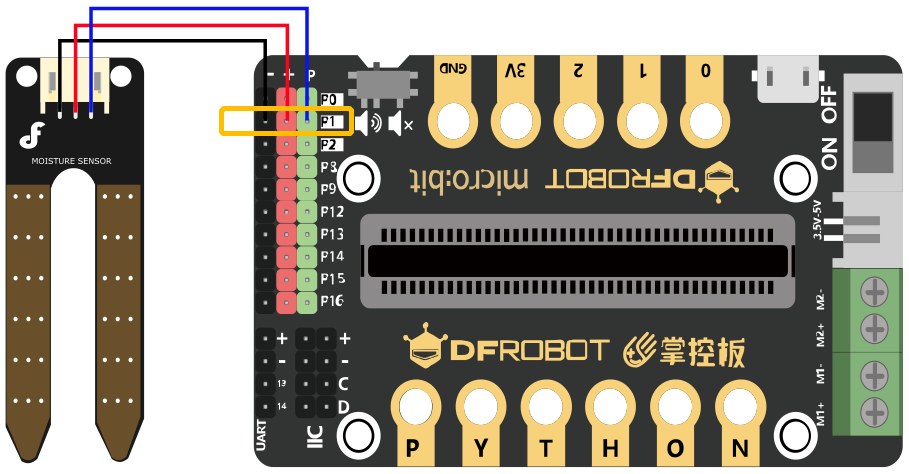 MOISTURE SENSOR
- + P
P0
P1
P2
P8
P9
P12
P13
P14
P15
P16
+ +
- -
13 C
14 D
UART
IIC
GND
3V
2
1
0
ON OFF
3.5V-5V
DFROBOT micro:bit
DFROBOT 掌控板
M2-
M2+
M1-
M1+
P Y T H O N